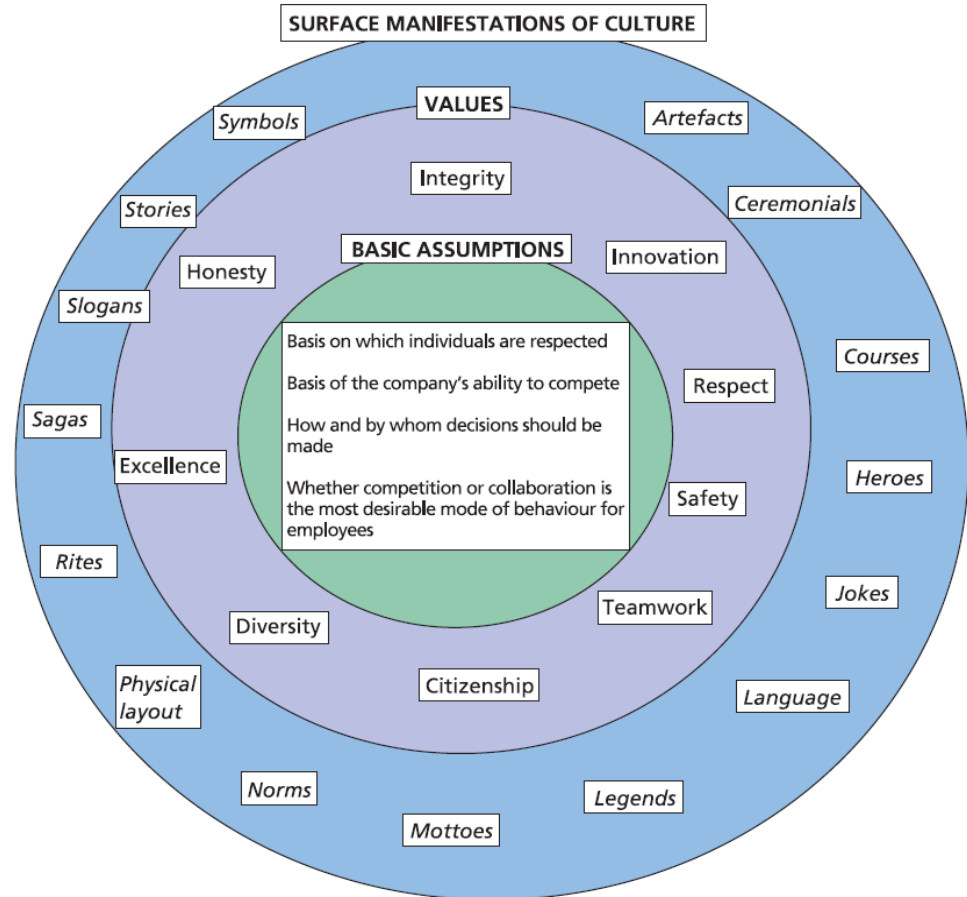 SURFACE MANIFESTATIONS OF CULTURE
VALUES
Symbols
Artefacts
Integrity
Stories
Ceremonials
BASIC ASSUMPTIONS
Innovation
Honesty
Slogans
Basis on which individuals are respected
Basis of the company's ability to compete
How and by whom decisions should be
made
Whether competition or collaboration is
the most desirable mode of behaviour for
employees
Courses
Respect
Sagas
Excellence
Heroes
Safety
Rites
Jokes
Teamwork
Diversity
Citizenship
Physical
layout
Language
Norms
Legends
Mottoes